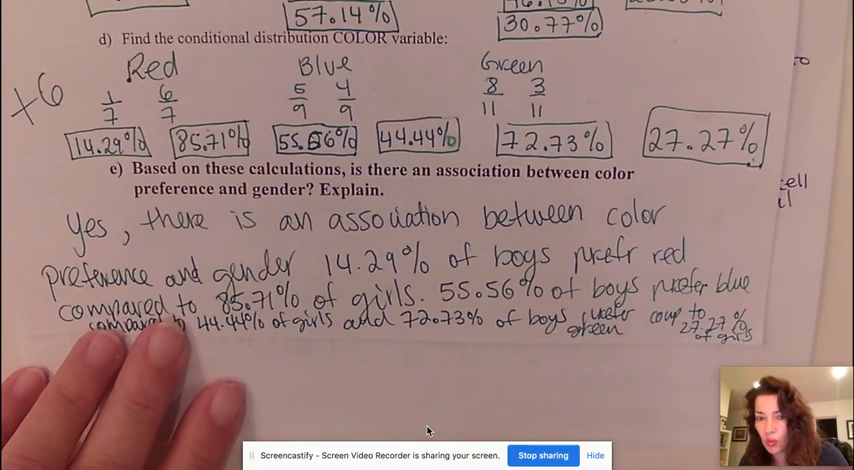 57.14%
30.77%
d) Find the conditional distribution COLOR variable:
Red Blue Green
+6
1/7 6/7 5/9 4/9 8/11 3/11
14.29% 85.71% 55.56% 44.44% 72.73% 27.27%
e) Based on these calculations, is there an association between color
preference and gender? Explain.
cell
Yes, there is an association between color
preference and gender 14.29% of boys prefr red
compared to 85.71% of girls. 55.56% of boys prefer blue
compared to 44.44% of girls and 72.73% of boys prefer green comp to 27.27% of girls
Screencastify - Screen Video Recorder is sharing your screen. Stop sharing Hide